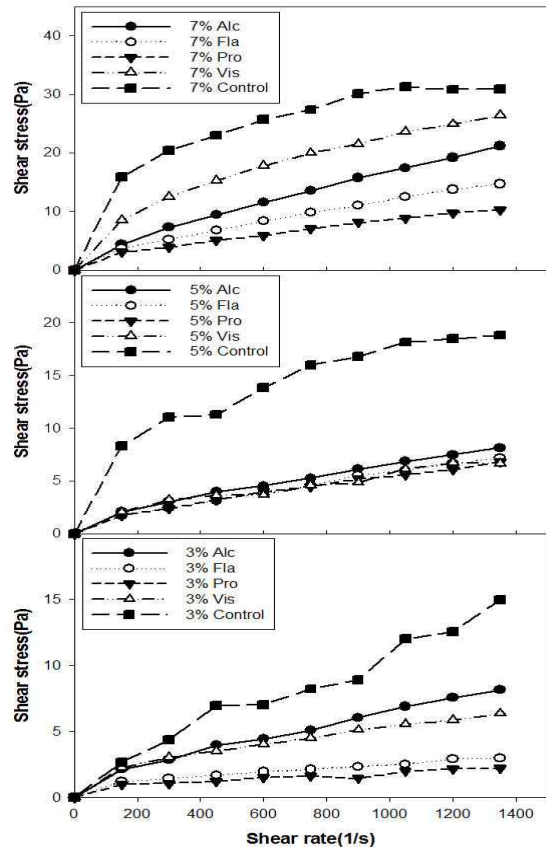 Shear stress(Pa)
40
30
20
10
0
7% Alc
7% Fla
7% Pro
7% Vis
7% Control
Shear stress(Pa)
20
15
10
5
0
5% Alc
5% Fla
5% Pro
5% Vis
5% Control
Shear stress(Pa)
15
10
5
0
3% Alc
3% Fla
3% Pro
3% Vis
3% Control
0 200 400 600 800 1000 1200 1400
Shear rate(1/s)